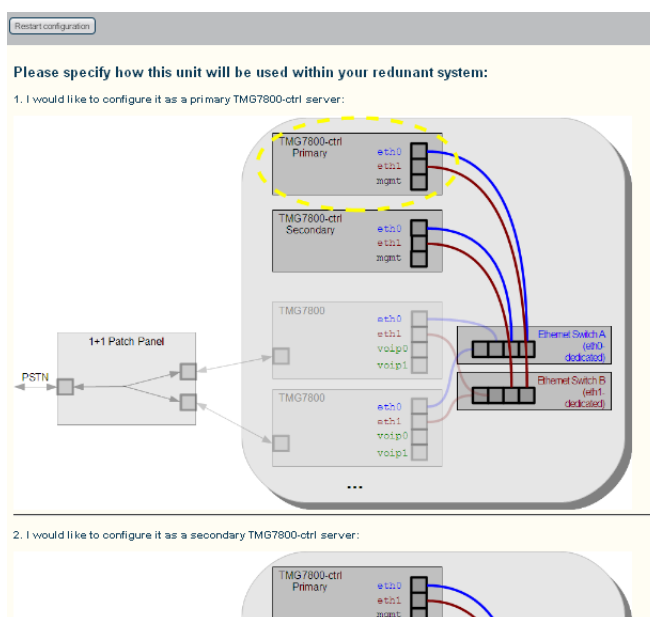 Restart configuration
Please specify how this unit will be used within your redunant system:
1. I would like to configure it as a primary TMG7800-ctrl server:
TMG7800-ctrl
Primary
eth0
eth1
mgmt
TMG7800-ctrl
Secondary
eth0
eth1
mgmt
TMG7800
eth0
eth1
voip0
voip1
Ethernet Switch A
(eth0-
dedicated)
1+1 Patch Panel
PSTN
Ethernet Switch B
(eth1-
dedicated)
TMG7800
eth0
eth1
voip0
voip1
...
2. I would like to configure it as a secondary TMG7800-ctrl server:
TMG7800-ctrl
Primary
eth0
eth1
mgmt